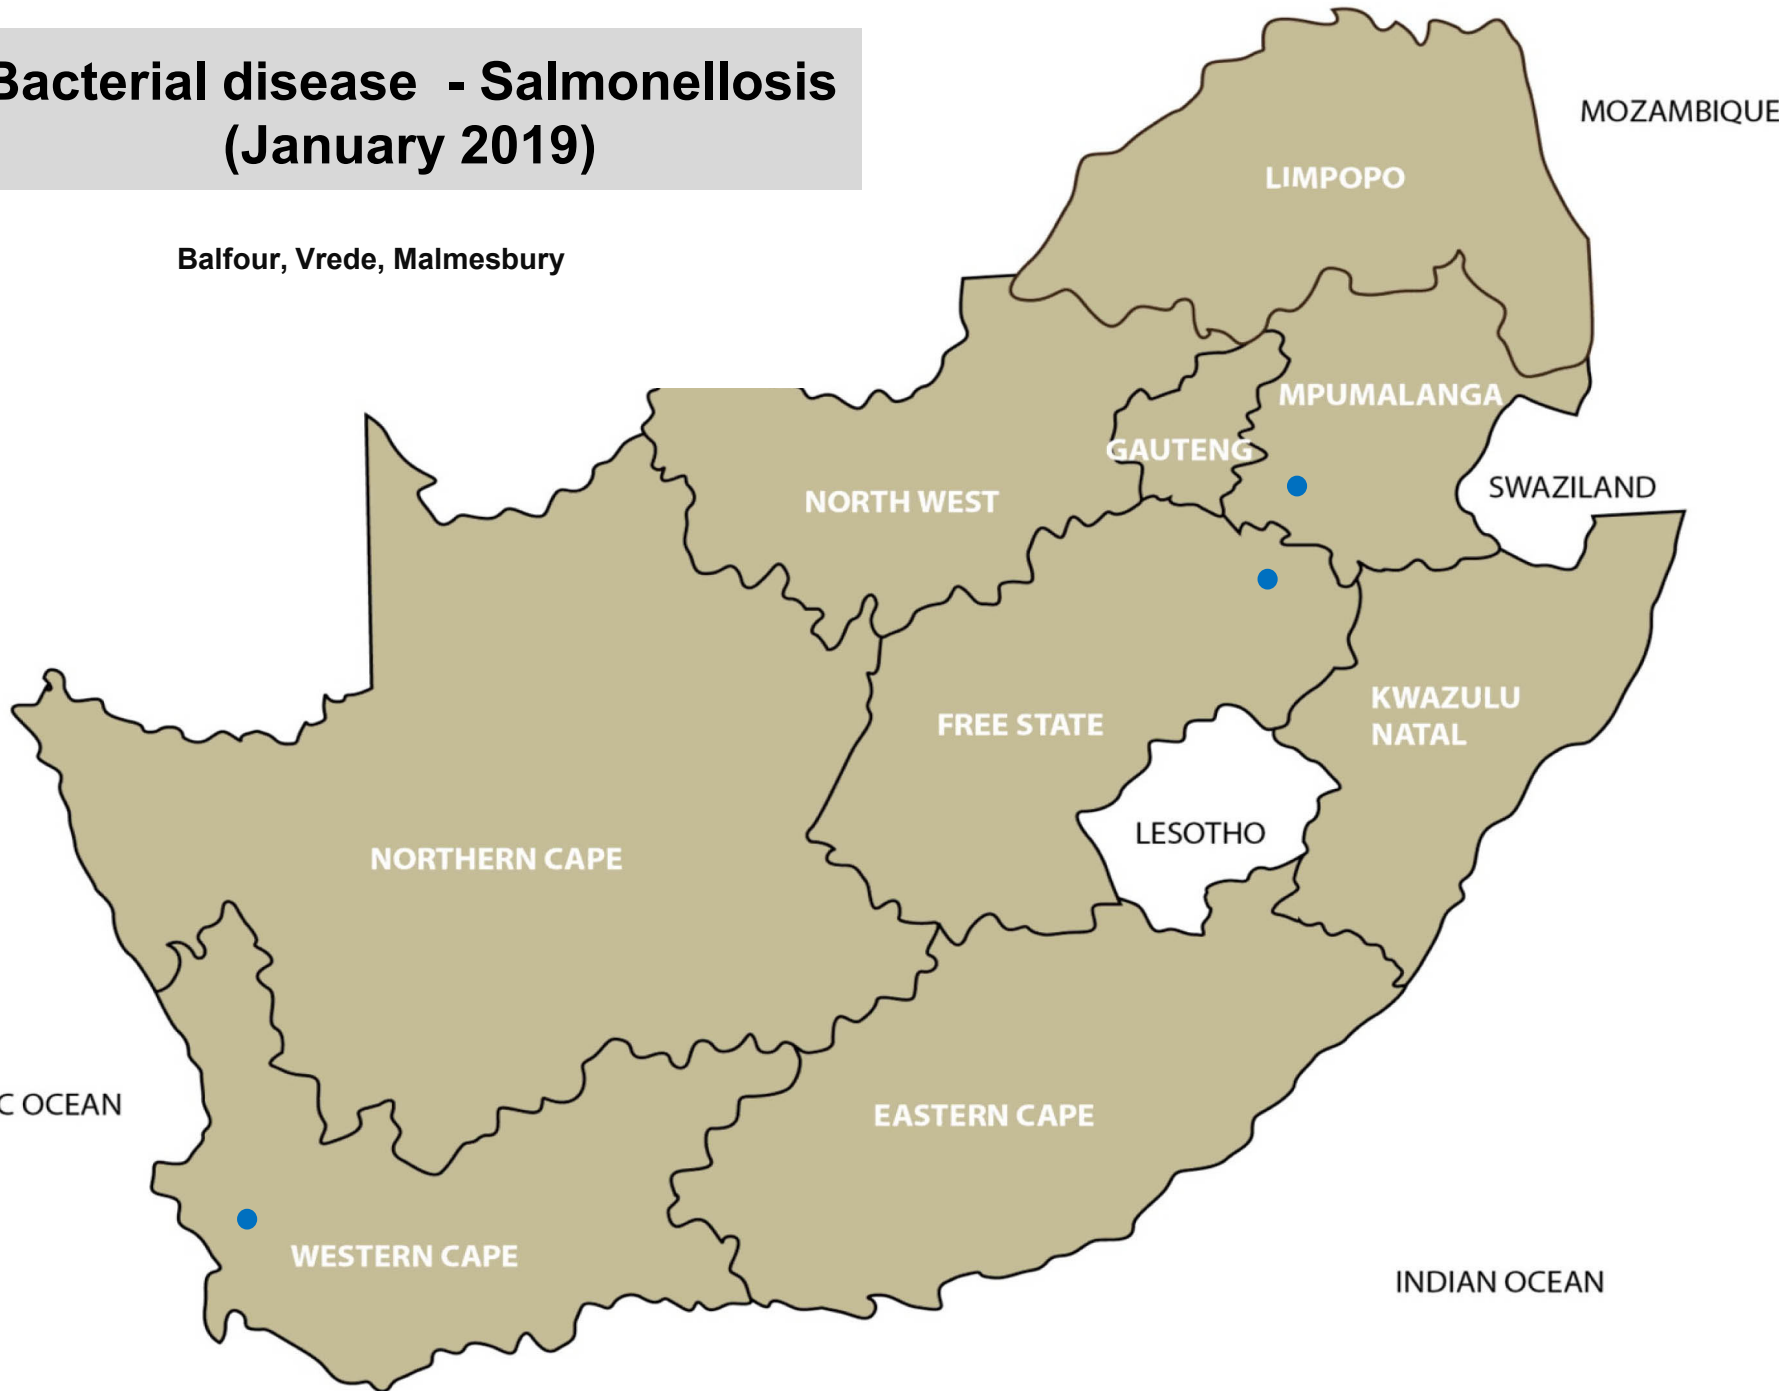 Bacterial disease - Salmonellosis
(January 2019)
MOZAMBIQUE
LIMPOPO
Balfour, Vrede, Malmesbury
MPUMALANGA
GAUTENG
NORTH WEST
SWAZILAND
FREE STATE
KWAZULU
NATAL
LESOTHO
NORTHERN CAPE
C OCEAN
EASTERN CAPE
WESTERN CAPE
INDIAN OCEAN